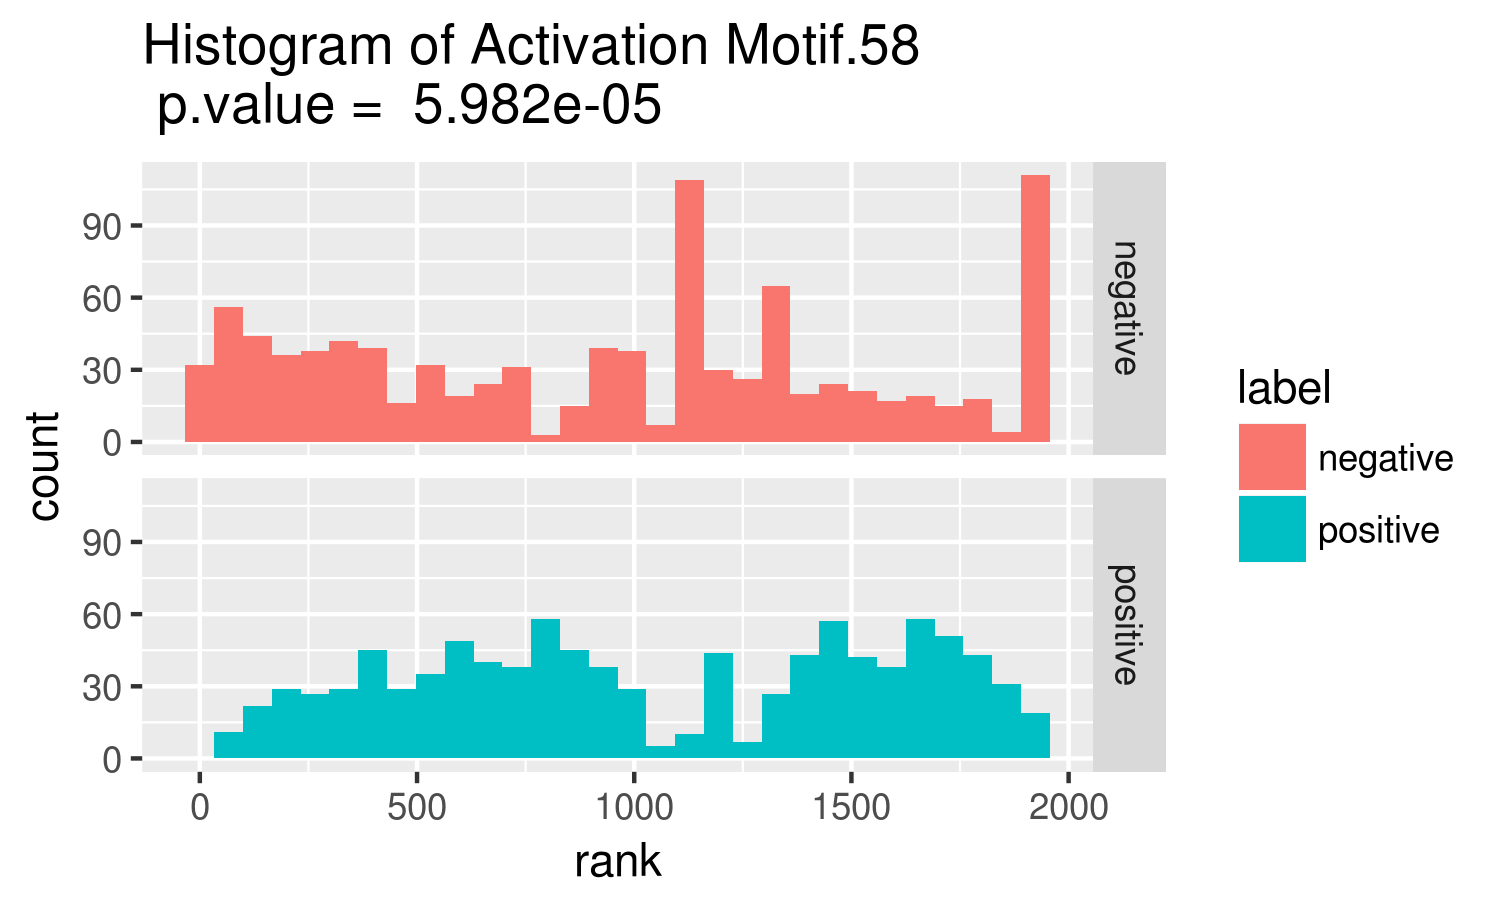 Histogram of Activation Motif.58
p.value = 5.982e-05
count
90
60
30
0
negative
90
60
30
0
positive
0 500 1000 1500 2000
rank
label
negative
positive